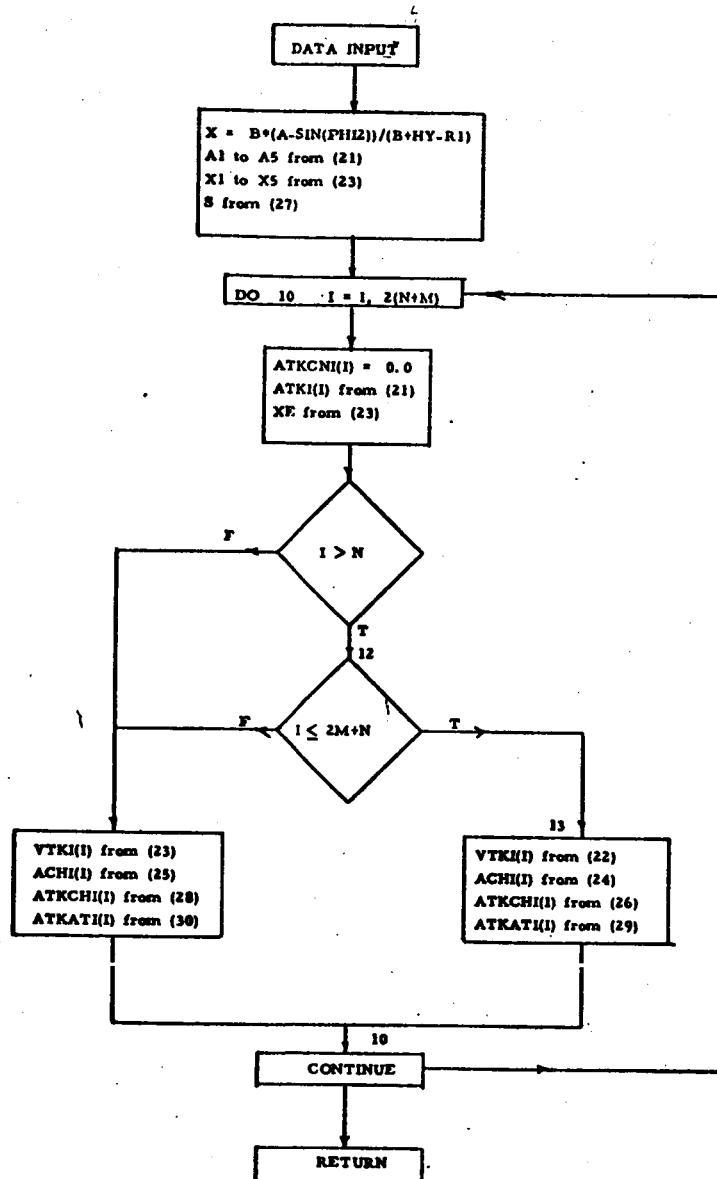 DATA INPUT
X = B*(A-SIN(PHI2))/(B+HY-R1)
A1 to A5 from (21)
X1 to X5 from (23)
S from (27)
DO 10 I = 1, 2(N+M)
ATKCNI(I) = 0.0
ATKI(I) from (21)
XE from (23)
F
I > N
T
12
F
I ≤ 2M+N
T
13
VTKI(I) from (23)
ACHI(I) from (25)
ATKCHI(I) from (28)
ATKATI(I) from (30)
VTKI(I) from (22)
ACHI(I) from (24)
ATKCHI(I) from (26)
ATKATI(I) from (29)
10
CONTINUE
RETURN